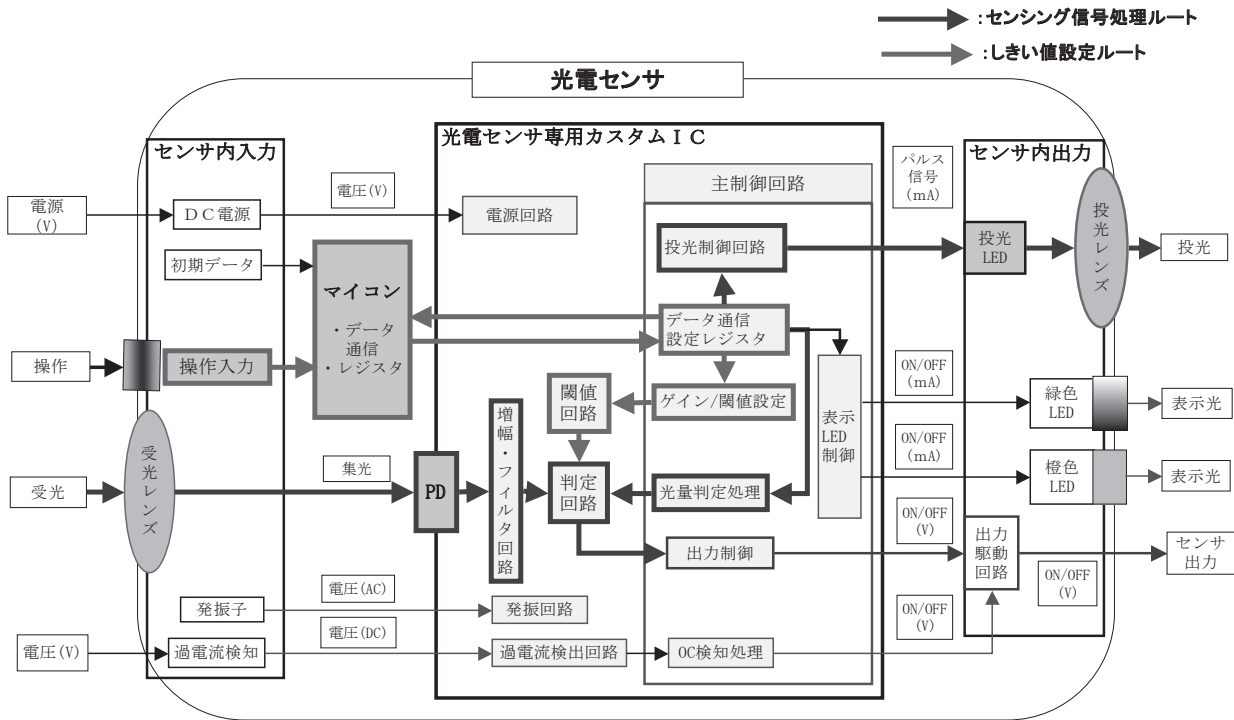 :センシング信号処理ルート
:しきい値設定ルート
光電センサ
センサ内入力
光電センサ専用カスタムＩＣ
センサ内出力
電源
(V)
ＤＣ電源
電圧(V)
電源回路
主制御回路
パルス
信号
(mA)
初期データ
マイコン
・データ
通信
・レジスタ
投光制御回路
投光
LED
投光レンズ
投光
データ通信
設定レジスタ
操作
操作入力
閾値
回路
ゲイン/閾値設定
表示
LED
制御
ON/OFF
(mA)
緑色
LED
表示光
受光
受光レンズ
集光
PD
増幅・フィルタ回路
判定
回路
光量判定処理
ON/OFF
(mA)
橙色
LED
表示光
出力制御
ON/OFF
(V)
出力
駆動
回路
ON/OFF
(V)
センサ
出力
発振子
電圧(AC)
発振回路
ON/OFF
(V)
電圧(V)
過電流検知
電圧(DC)
過電流検出回路
OC検知処理